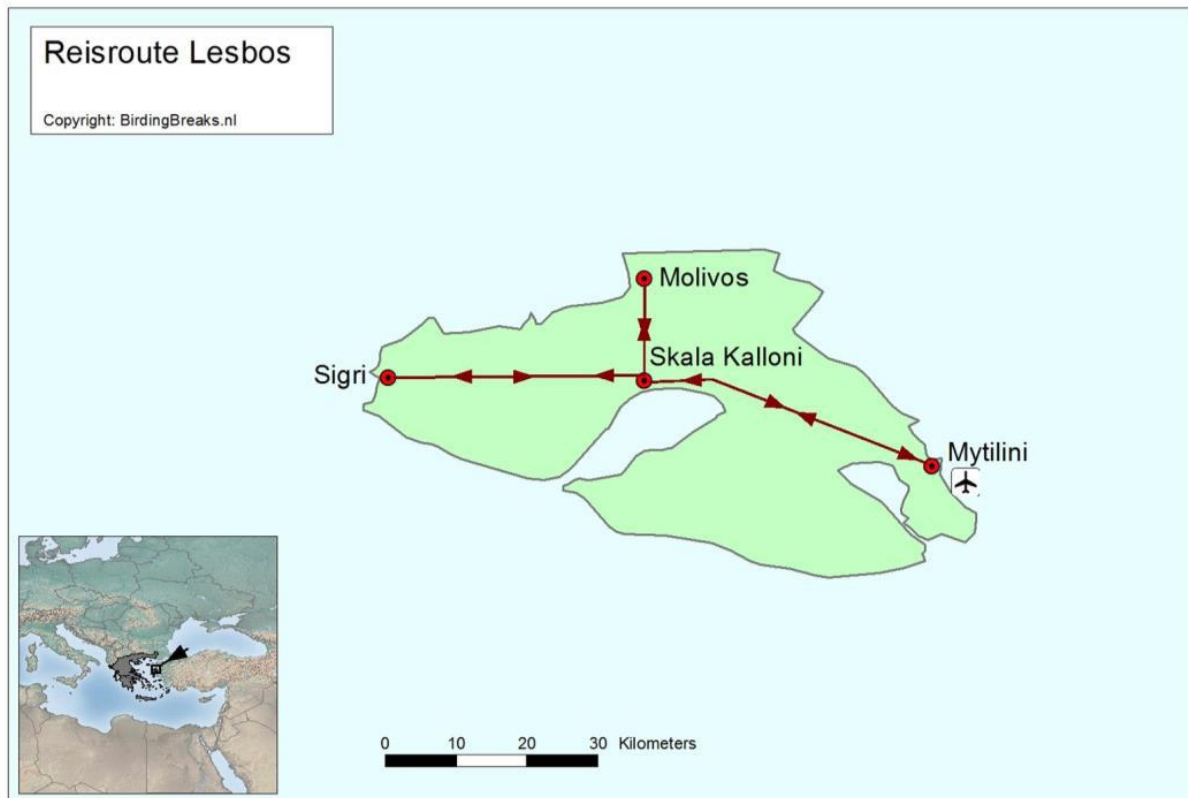 Reisroute Lesbos
Copyright: BirdingBreaks.nl
Molivos
Skala Kalloni
Sigri
Mytilini
0 10 20 30 Kilometers